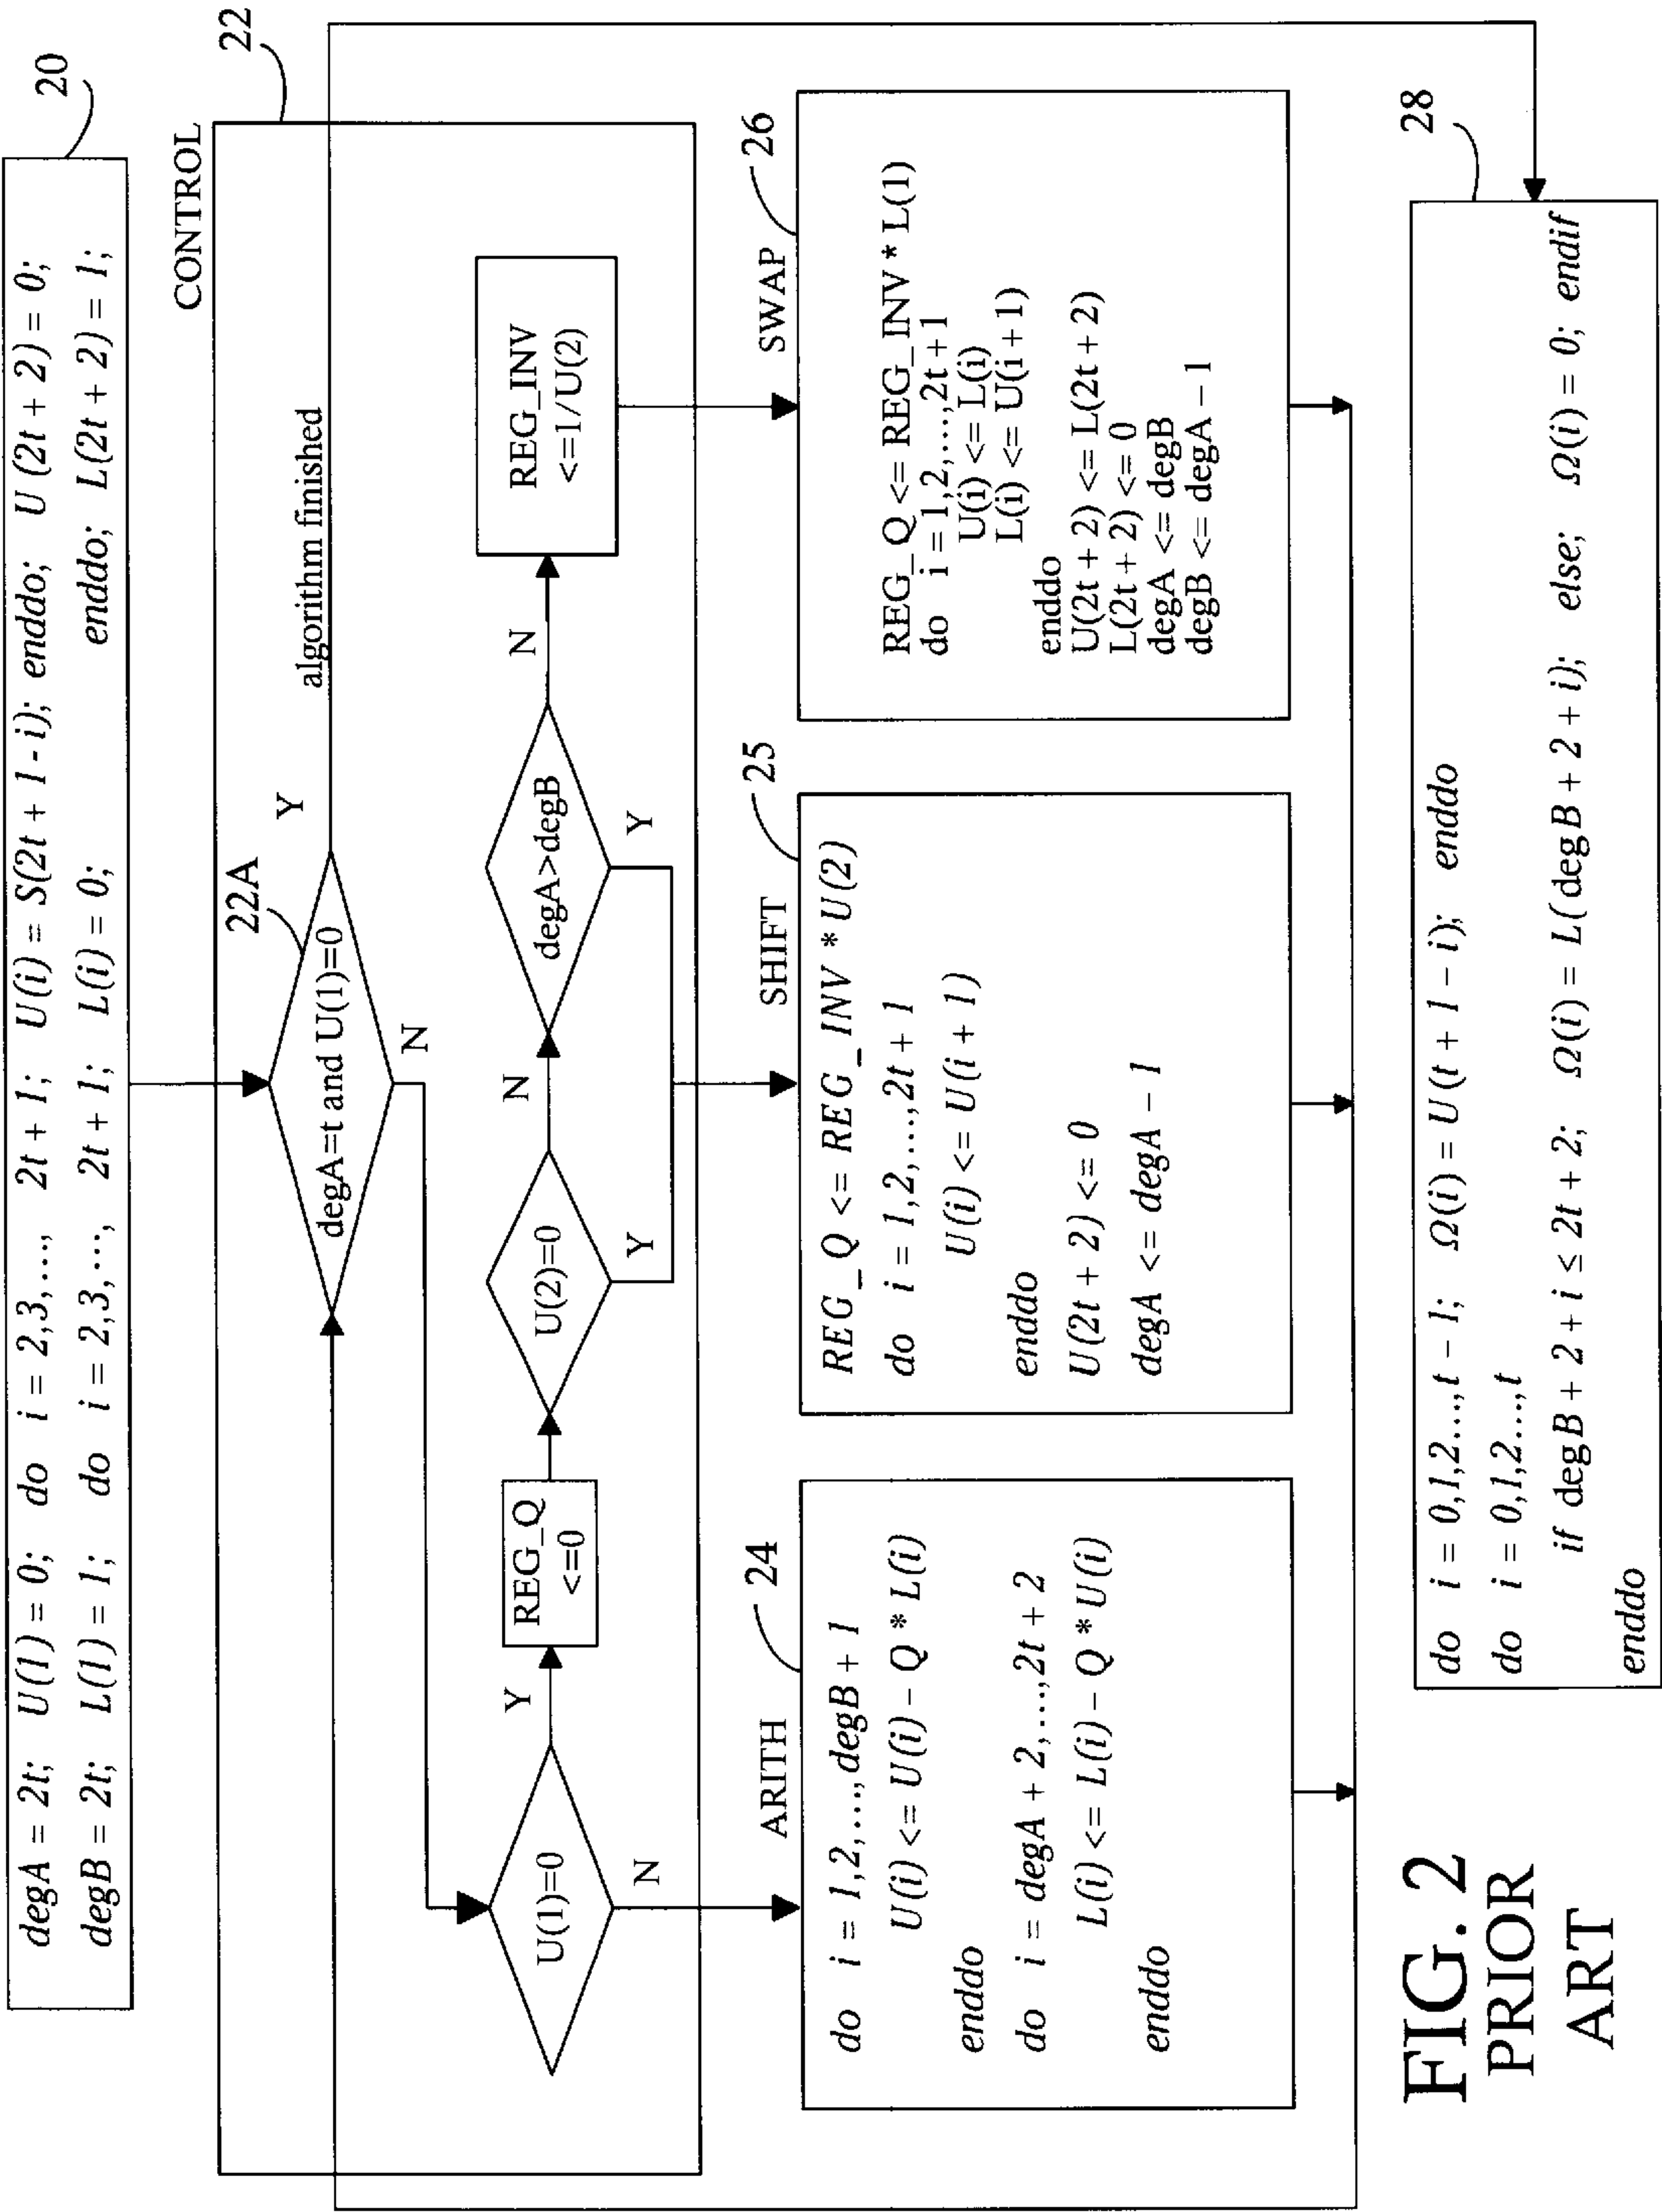 20
degA = 2t; U(1) = 0; do i = 2,3,..., 2t + 1; U(i) = S(2t + 1 - i); enddo; U (2t + 2) = 0;
degB = 2t; L(1) = 1; do i = 2,3,···, 2t + 1; L(i) = 0; enddo; L(2t + 2) = 1;
CONTROL
22
22A
Y
algorithm finished
degA=t and U(1)=0
N
U(1)=0
Y
N
REG_Q
<=0
U(2)=0
N
Y
degA>degB
N
Y
REG_INV
<=1/U(2)
ARITH
24
do i = 1,2,...,degB + 1
U(i) <= U(i) - Q * L(i)
enddo
do i = degA + 2,...,2t + 2
L(i) <= L(i) - Q * U(i)
enddo
SHIFT
25
REG_Q <= REG_INV * U(2)
do i = 1,2,...,2t + 1
U(i) <= U(i + 1)
enddo
U(2t + 2) <= 0
degA <= degA - 1
SWAP
26
REG_Q <= REG_INV * L(1)
do i = 1,2,...,2t + 1
U(i) <= L(i)
L(i) <= U(i + 1)
enddo
U(2t + 2) <= L(2t + 2)
L(2t + 2) <= 0
degA <= degB
degB <= degA - 1
28
do i = 0,1,2...,t - 1; Ω(i) = U(t + 1 - i); enddo
do i = 0,1,2...,t
if degB + 2 + i ≤ 2t + 2; Ω(i) = L(degB + 2 + i); else; Ω(i) = 0; endif
enddo
FIG. 2
PRIOR
ART